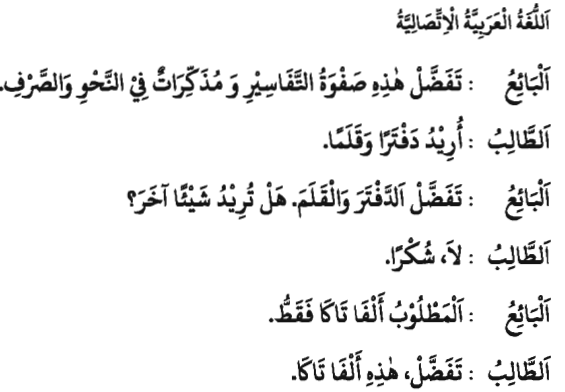 اَللُّغَةُ الْعَرَبِيَّةُ الْاِتِّصَالِيَّةُ
اَلْبَائِعُ : تَفَضَّلْ هٰذِهِ صَفْوَةُ التَّفَاسِيْرِ وَ مُذَكِّرَاتٌ فِيْ النَّحْوِ وَالصَّرْفِ.
اَلطَّالِبُ : أُرِيْدُ دَفْتَرًا وَقَلَمًا.
اَلْبَائِعُ : تَفَضَّلْ اَلدَّفْتَرَ وَالْقَلَمَ. هَلْ تُرِيْدُ شَيْئًا آخَرَ؟
اَلطَّالِبُ : لاَ، شُكْرًا.
اَلْبَائِعُ : اَلْمَطْلُوْبُ أَلْفَا تَاكَا فَقَطُّ.
اَلطَّالِبُ : تَفَضَّلْ، هٰذِهِ أَلْفَا تَاكَا.